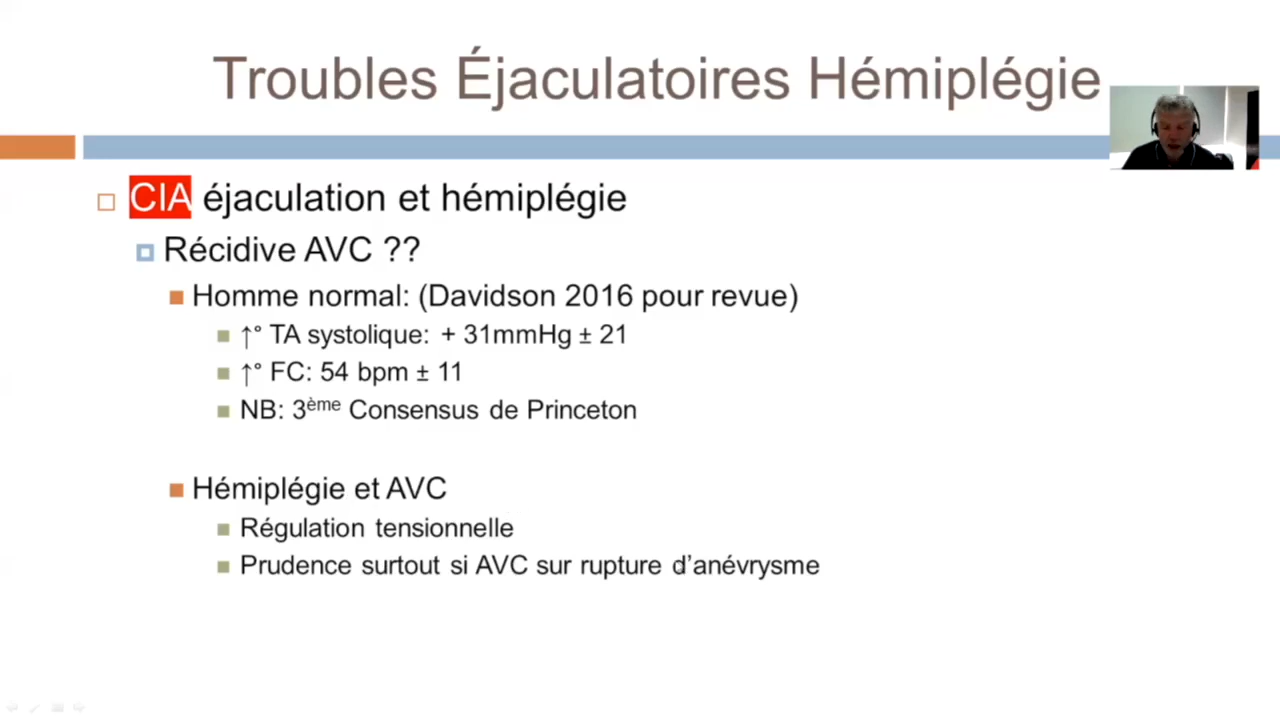 Troubles Éjaculatoires Hémiplégie
CIA éjaculation et hémiplégie
Récidive AVC ??
Homme normal: (Davidson 2016 pour revue)
↑° TA systolique: + 31mmHg ± 21
↑° FC: 54 bpm ± 11
NB: 3ème Consensus de Princeton
Hémiplégie et AVC
Régulation tensionnelle
Prudence surtout si AVC sur rupture d’anévrysme